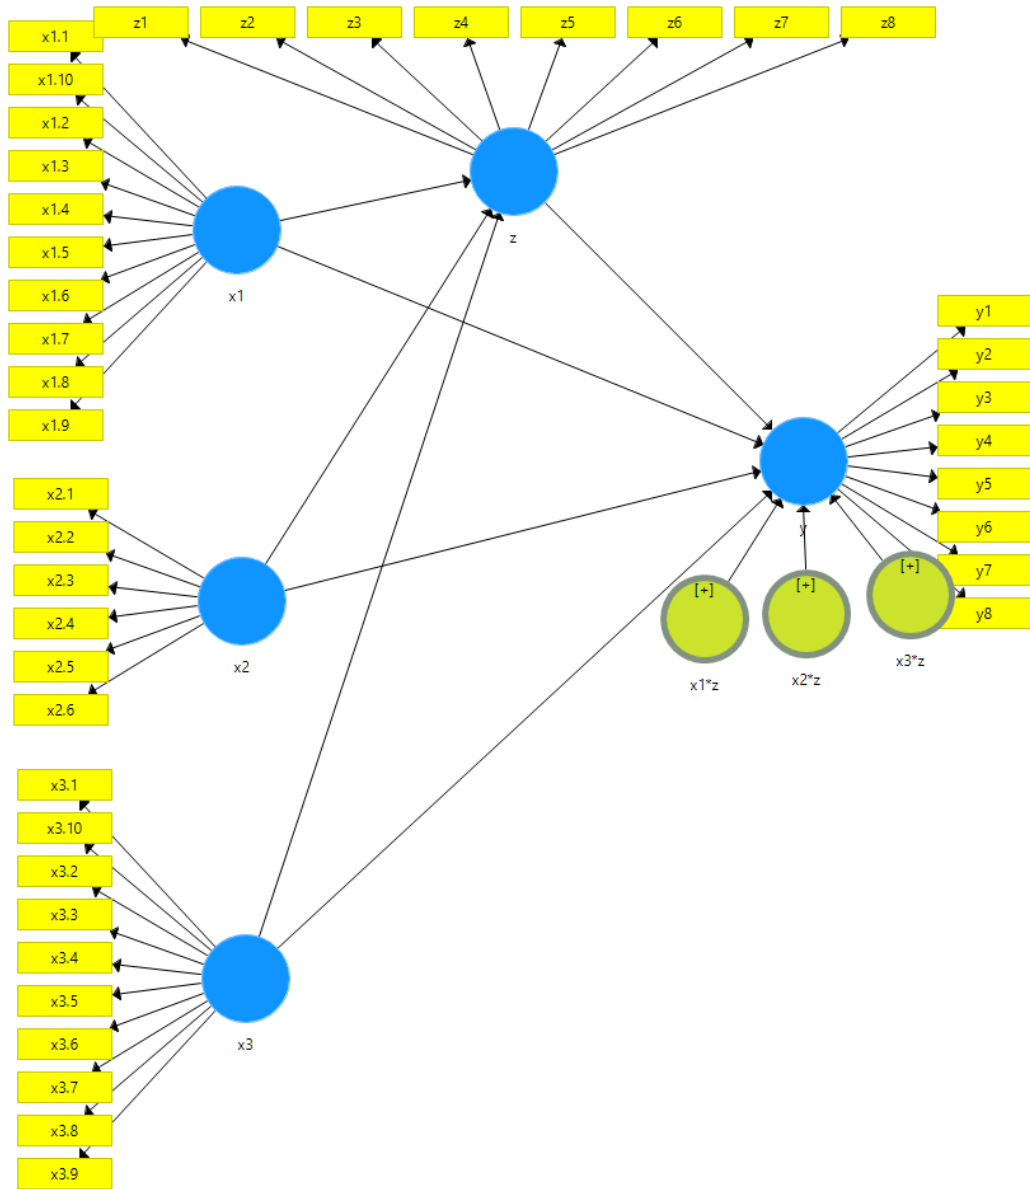 x1.1
z1
z2
z3
z4
z5
z6
z7
z8
x1.10
x1.2
x1.3
x1.4
x1.5
x1.6
x1.7
x1.8
x1.9
x1
z
y1
y2
y3
y4
y5
y6
y7
y8
y
x2.1
x2.2
x2.3
x2.4
x2.5
x2.6
x2
[+]
x1*z
[+]
x2*z
[+]
x3*z
x3.1
x3.10
x3.2
x3.3
x3.4
x3.5
x3.6
x3.7
x3.8
x3.9
x3